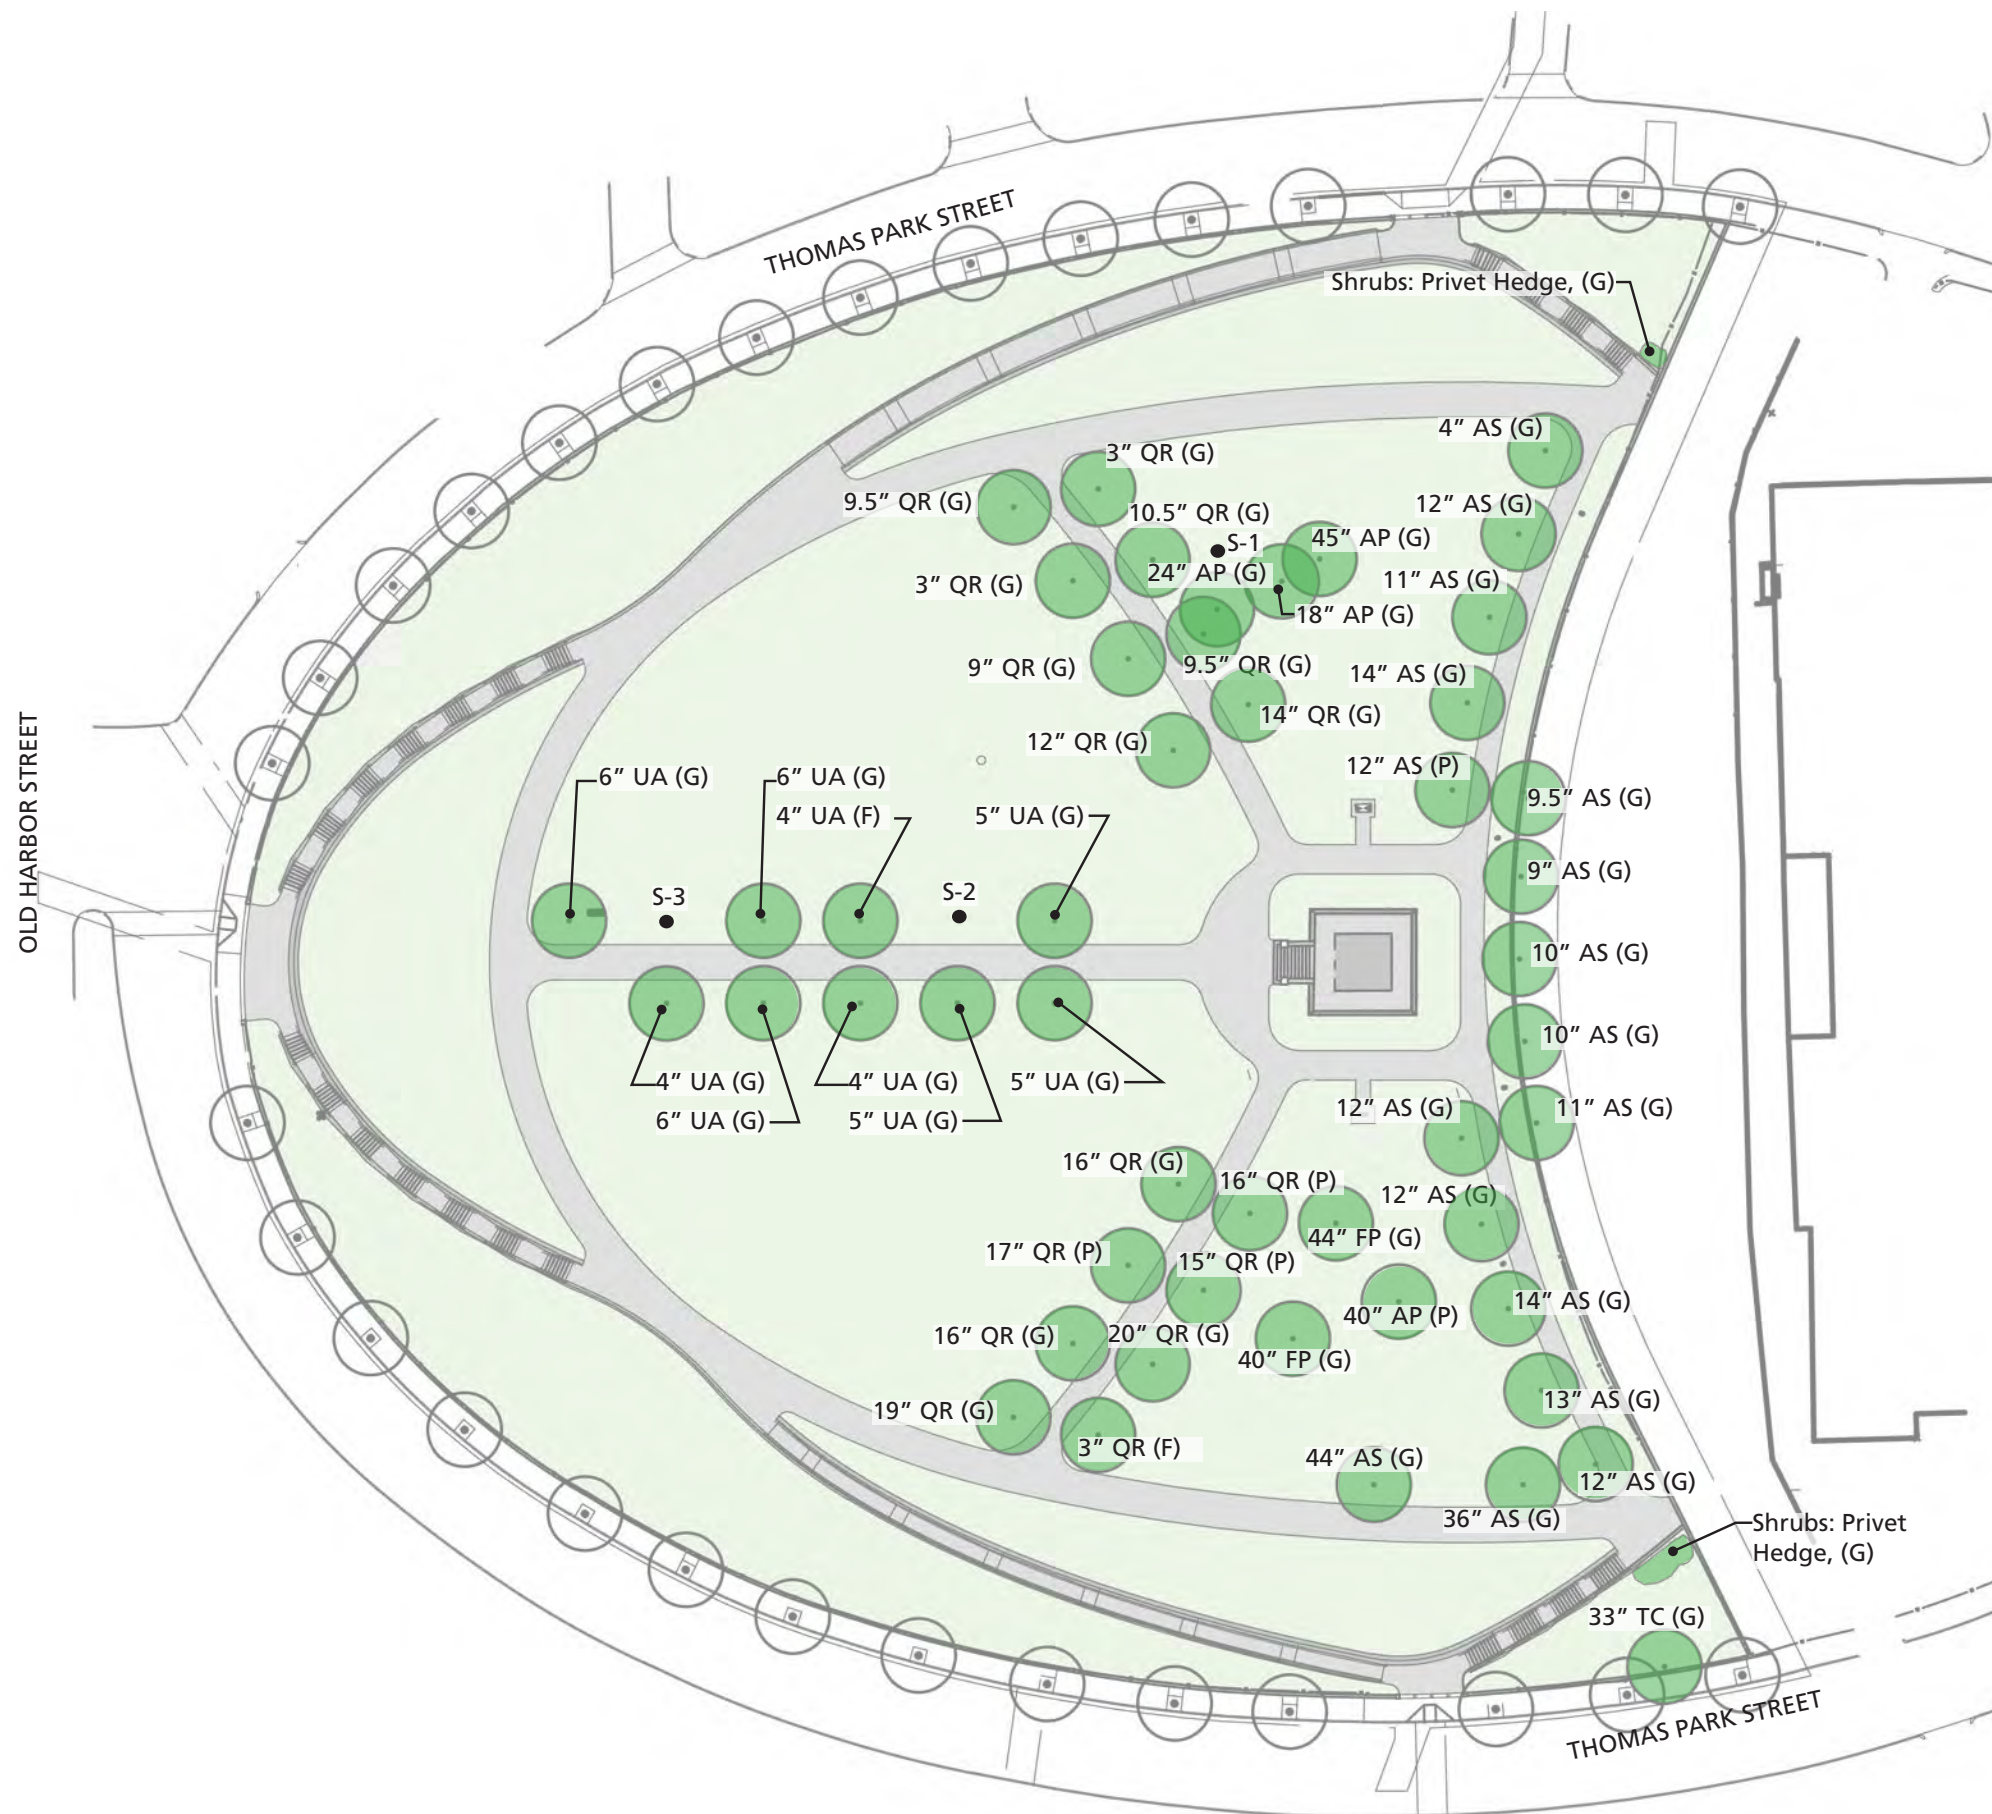 THOMAS PARK STREET
Shrubs: Privet Hedge, (G)
4” AS (G)
3” QR (G)
9.5” QR (G)
12” AS (G)
10.5” QR (G)
S-1
45” AP (G)
24” AP (G)
11” AS (G)
3” QR (G)
18” AP (G)
9” QR (G)
9.5” QR (G)
14” AS (G)
14” QR (G)
12” QR (G)
12” AS (P)
OLD HARBOR STREET
6” UA (G)
6” UA (G)
9.5” AS (G)
4” UA (F)
5” UA (G)
9” AS (G)
S-3
S-2
10” AS (G)
10” AS (G)
4” UA (G)
4” UA (G)
5” UA (G)
12” AS (G)
11” AS (G)
6” UA (G)
5” UA (G)
16” QR (G)
16” QR (P)
12” AS (G)
44” FP (G)
17” QR (P)
15” QR (P)
14” AS (G)
40” AP (P)
16” QR (G)
20” QR (G)
40” FP (G)
13” AS (G)
19” QR (G)
3” QR (F)
44” AS (G)
12” AS (G)
36” AS (G)
Shrubs: Privet
Hedge, (G)
33” TC (G)
THOMAS PARK STREET